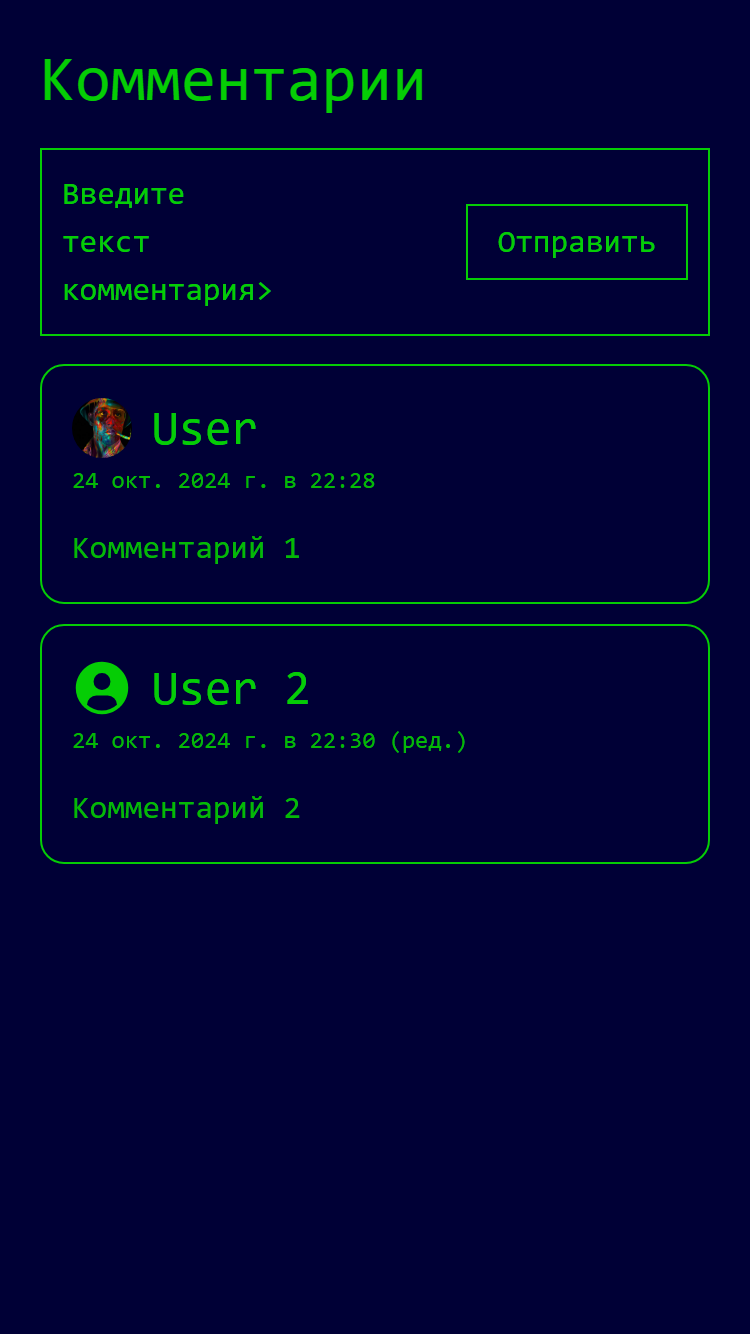 Комментарии
Введите
текст
комментария>
Отправить
User
24 окт. 2024 г. в 22:28
Комментарий 1
User 2
24 окт. 2024 г. в 22:30 (ред.)
Комментарий 2